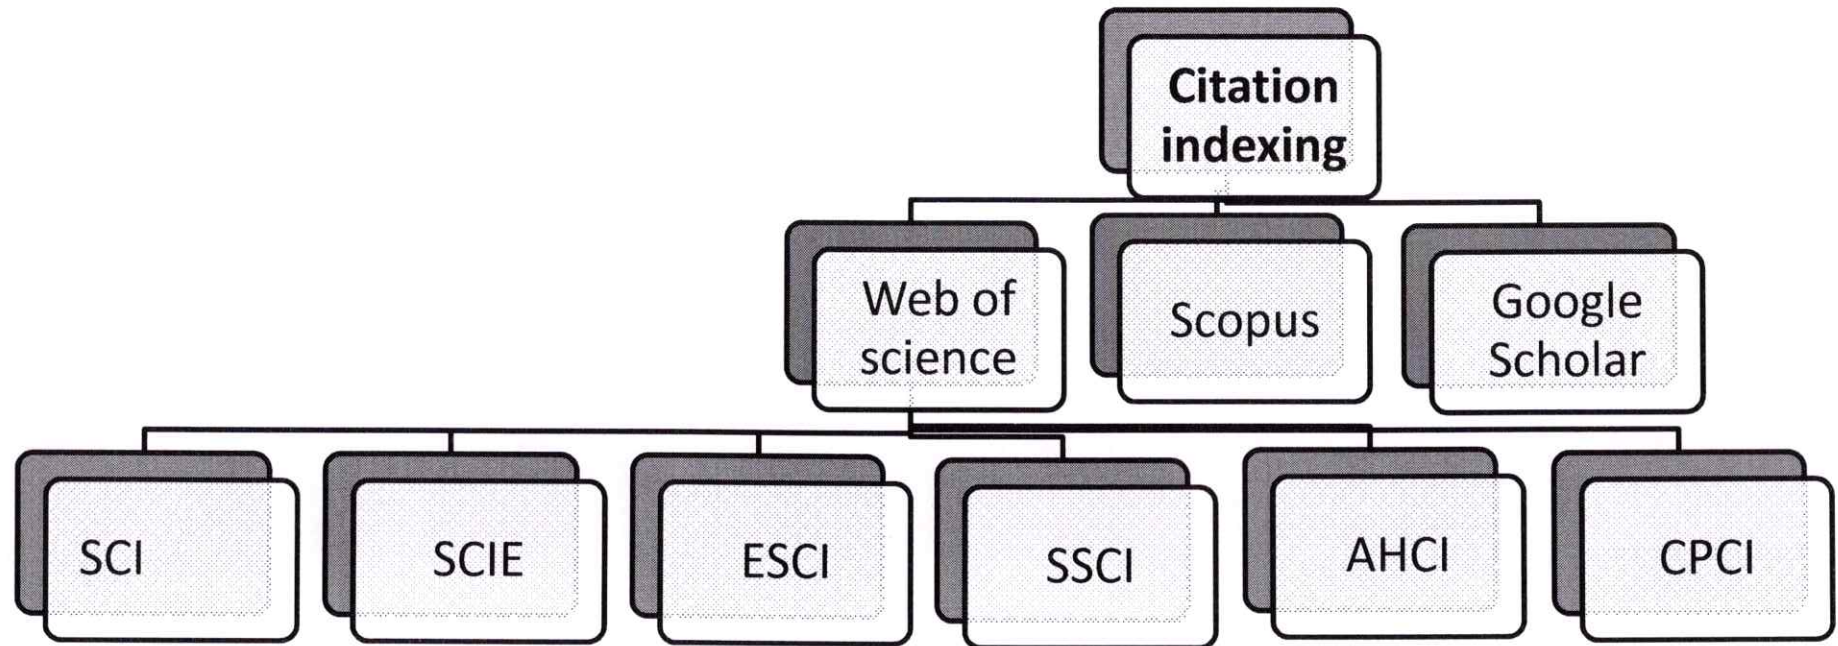 Citation
indexing
Web of
science
Scopus
Google
Scholar
SCI
SCIE
ESCI
SSCI
AHCI
CPCI